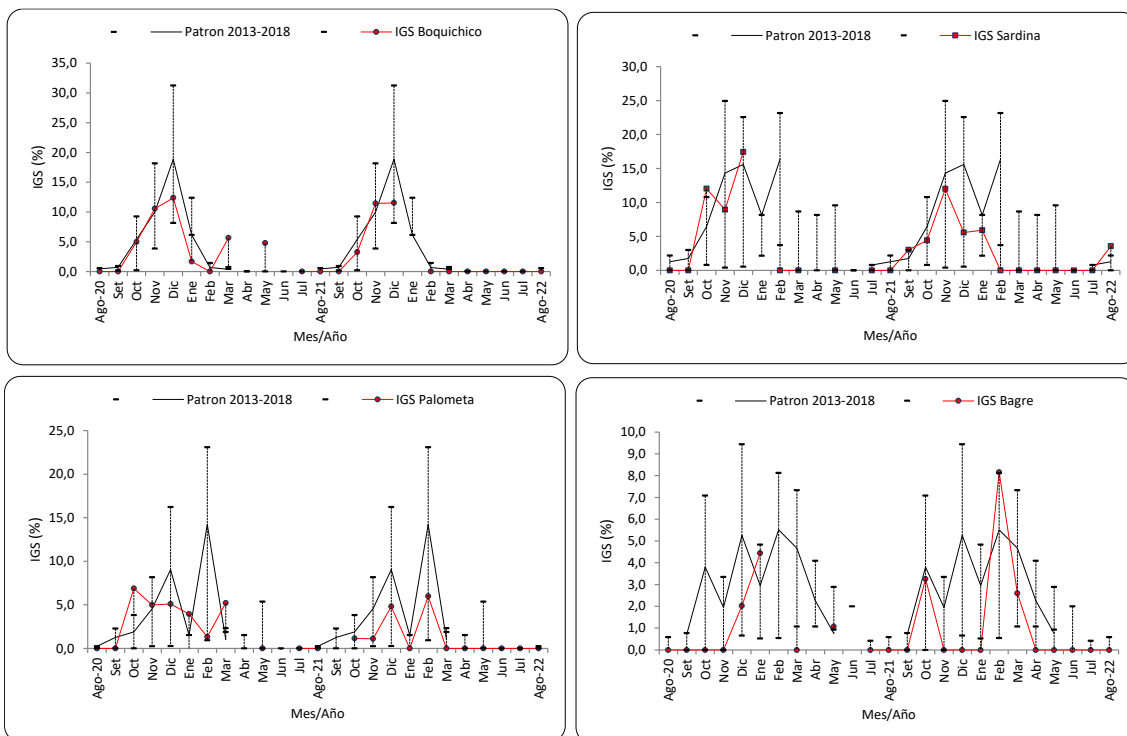 Patron 2013-2018 IGS Boquichico
IGS (%)
35,0
30,0
25,0
20,0
15,0
10,0
5,0
0,0
Ago-20 Set Oct Nov Dic Ene Feb Mar Abr May Jun Jul Ago-21 Set Oct Nov Dic Ene Feb Mar Abr May Jun Jul Ago-22
Mes/Año
Patron 2013-2018 IGS Sardina
IGS (%)
30,0
25,0
20,0
15,0
10,0
5,0
0,0
Ago-20 Set Oct Nov Dic Ene Feb Mar Abr May Jun Jul Ago-21 Set Oct Nov Dic Ene Feb Mar Abr May Jun Jul Ago-22
Mes/Año
Patron 2013-2018 IGS Palometa
IGS (%)
25,0
20,0
15,0
10,0
5,0
0,0
Ago-20 Set Oct Nov Dic Ene Feb Mar Abr May Jun Jul Ago-21 Set Oct Nov Dic Ene Feb Mar Abr May Jun Jul Ago-22
Mes/Año
Patron 2013-2018 IGS Bagre
IGS (%)
10,0
9,0
8,0
7,0
6,0
5,0
4,0
3,0
2,0
1,0
0,0
Ago-20 Set Oct Nov Dic Ene Feb Mar Abr May Jun Jul Ago-21 Set Oct Nov Dic Ene Feb Mar Abr May Jun Jul Ago-22
Mes/Año